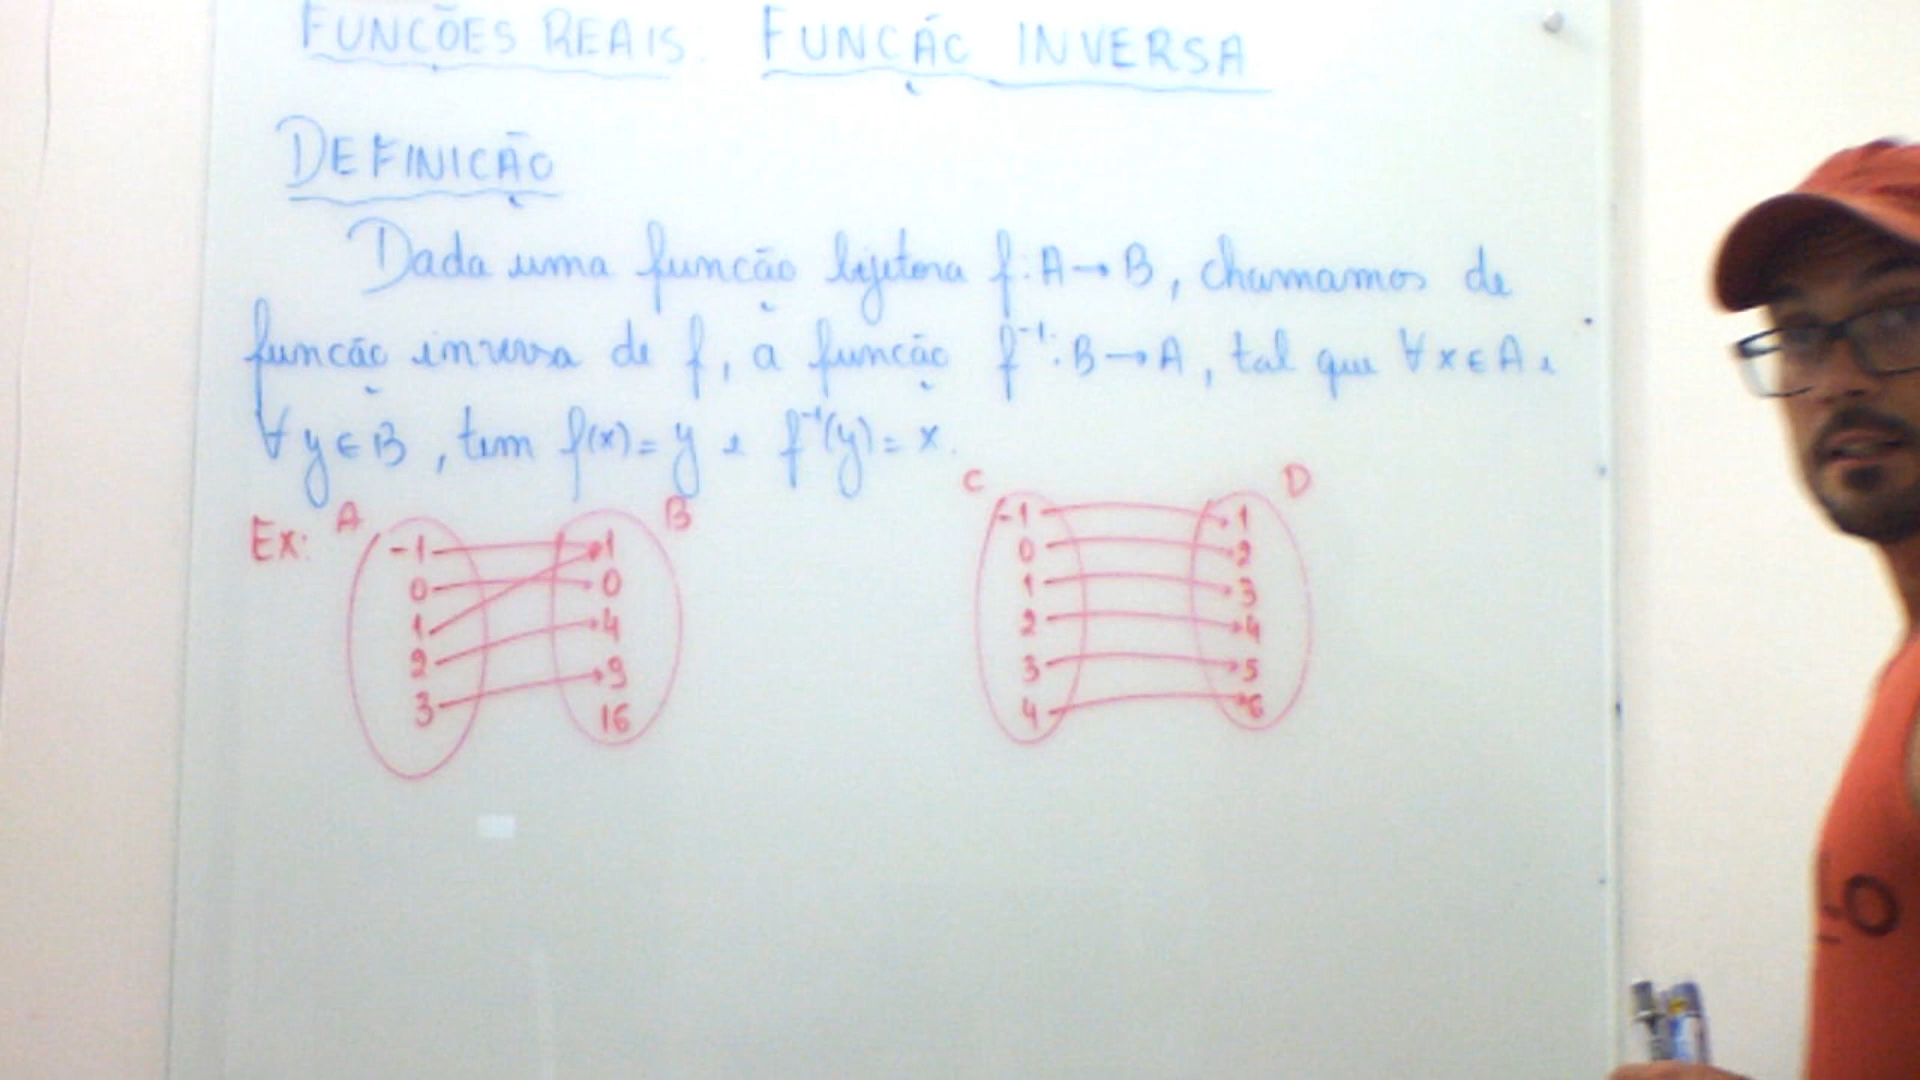 FUNÇÕES REAIS: FUNÇÃO INVERSA
DEFINIÇÃO
Dada uma função bijetora f: A → B, chamamos de
função inversa de f, a função f⁻¹: B → A, tal que ∀ x ∈ A e
∀ y ∈ B, tem f(x) = y e f⁻¹(y) = x.
Ex: A B C D
-1 1 -1 1
0 0 0 2
1 4 1 3
2 9 2 4
3 16 3 5
4 6
LO